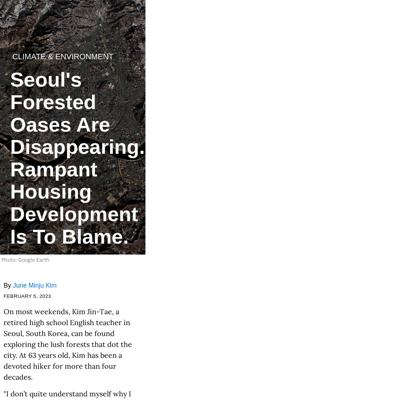 CLIMATE & ENVIRONMENT
Seoul's
Forested
Oases Are
Disappearing.
Rampant
Housing
Development
Is To Blame.
Photo: Google Earth
By June Minju Kim
FEBRUARY 5, 2023
On most weekends, Kim Jin-Tae, a
retired high school English teacher in
Seoul, South Korea, can be found
exploring the lush forests that dot the
city. At 63 years old, Kim has been a
devoted hiker for more than four
decades.
"I don't quite understand myself why I